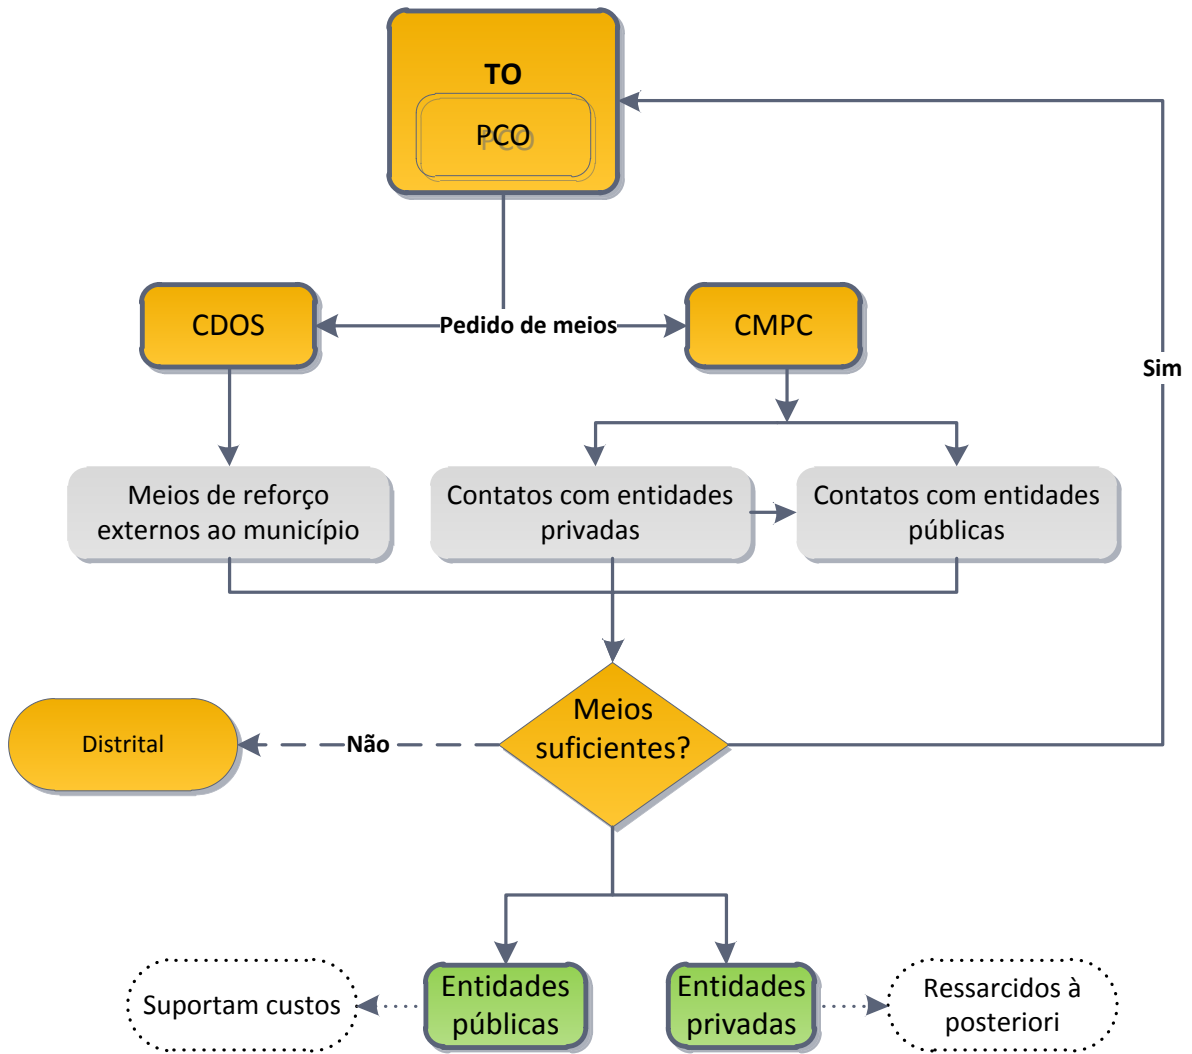 TO
PCO
CDOS
Pedido de meios
CMPC
Sim
Meios de reforço
externos ao município
Contatos com entidades
privadas
Contatos com entidades
públicas
Meios
suficientes?
Não
Distrital
Suportam custos
Entidades
públicas
Entidades
privadas
Ressarcidos à
posteriori